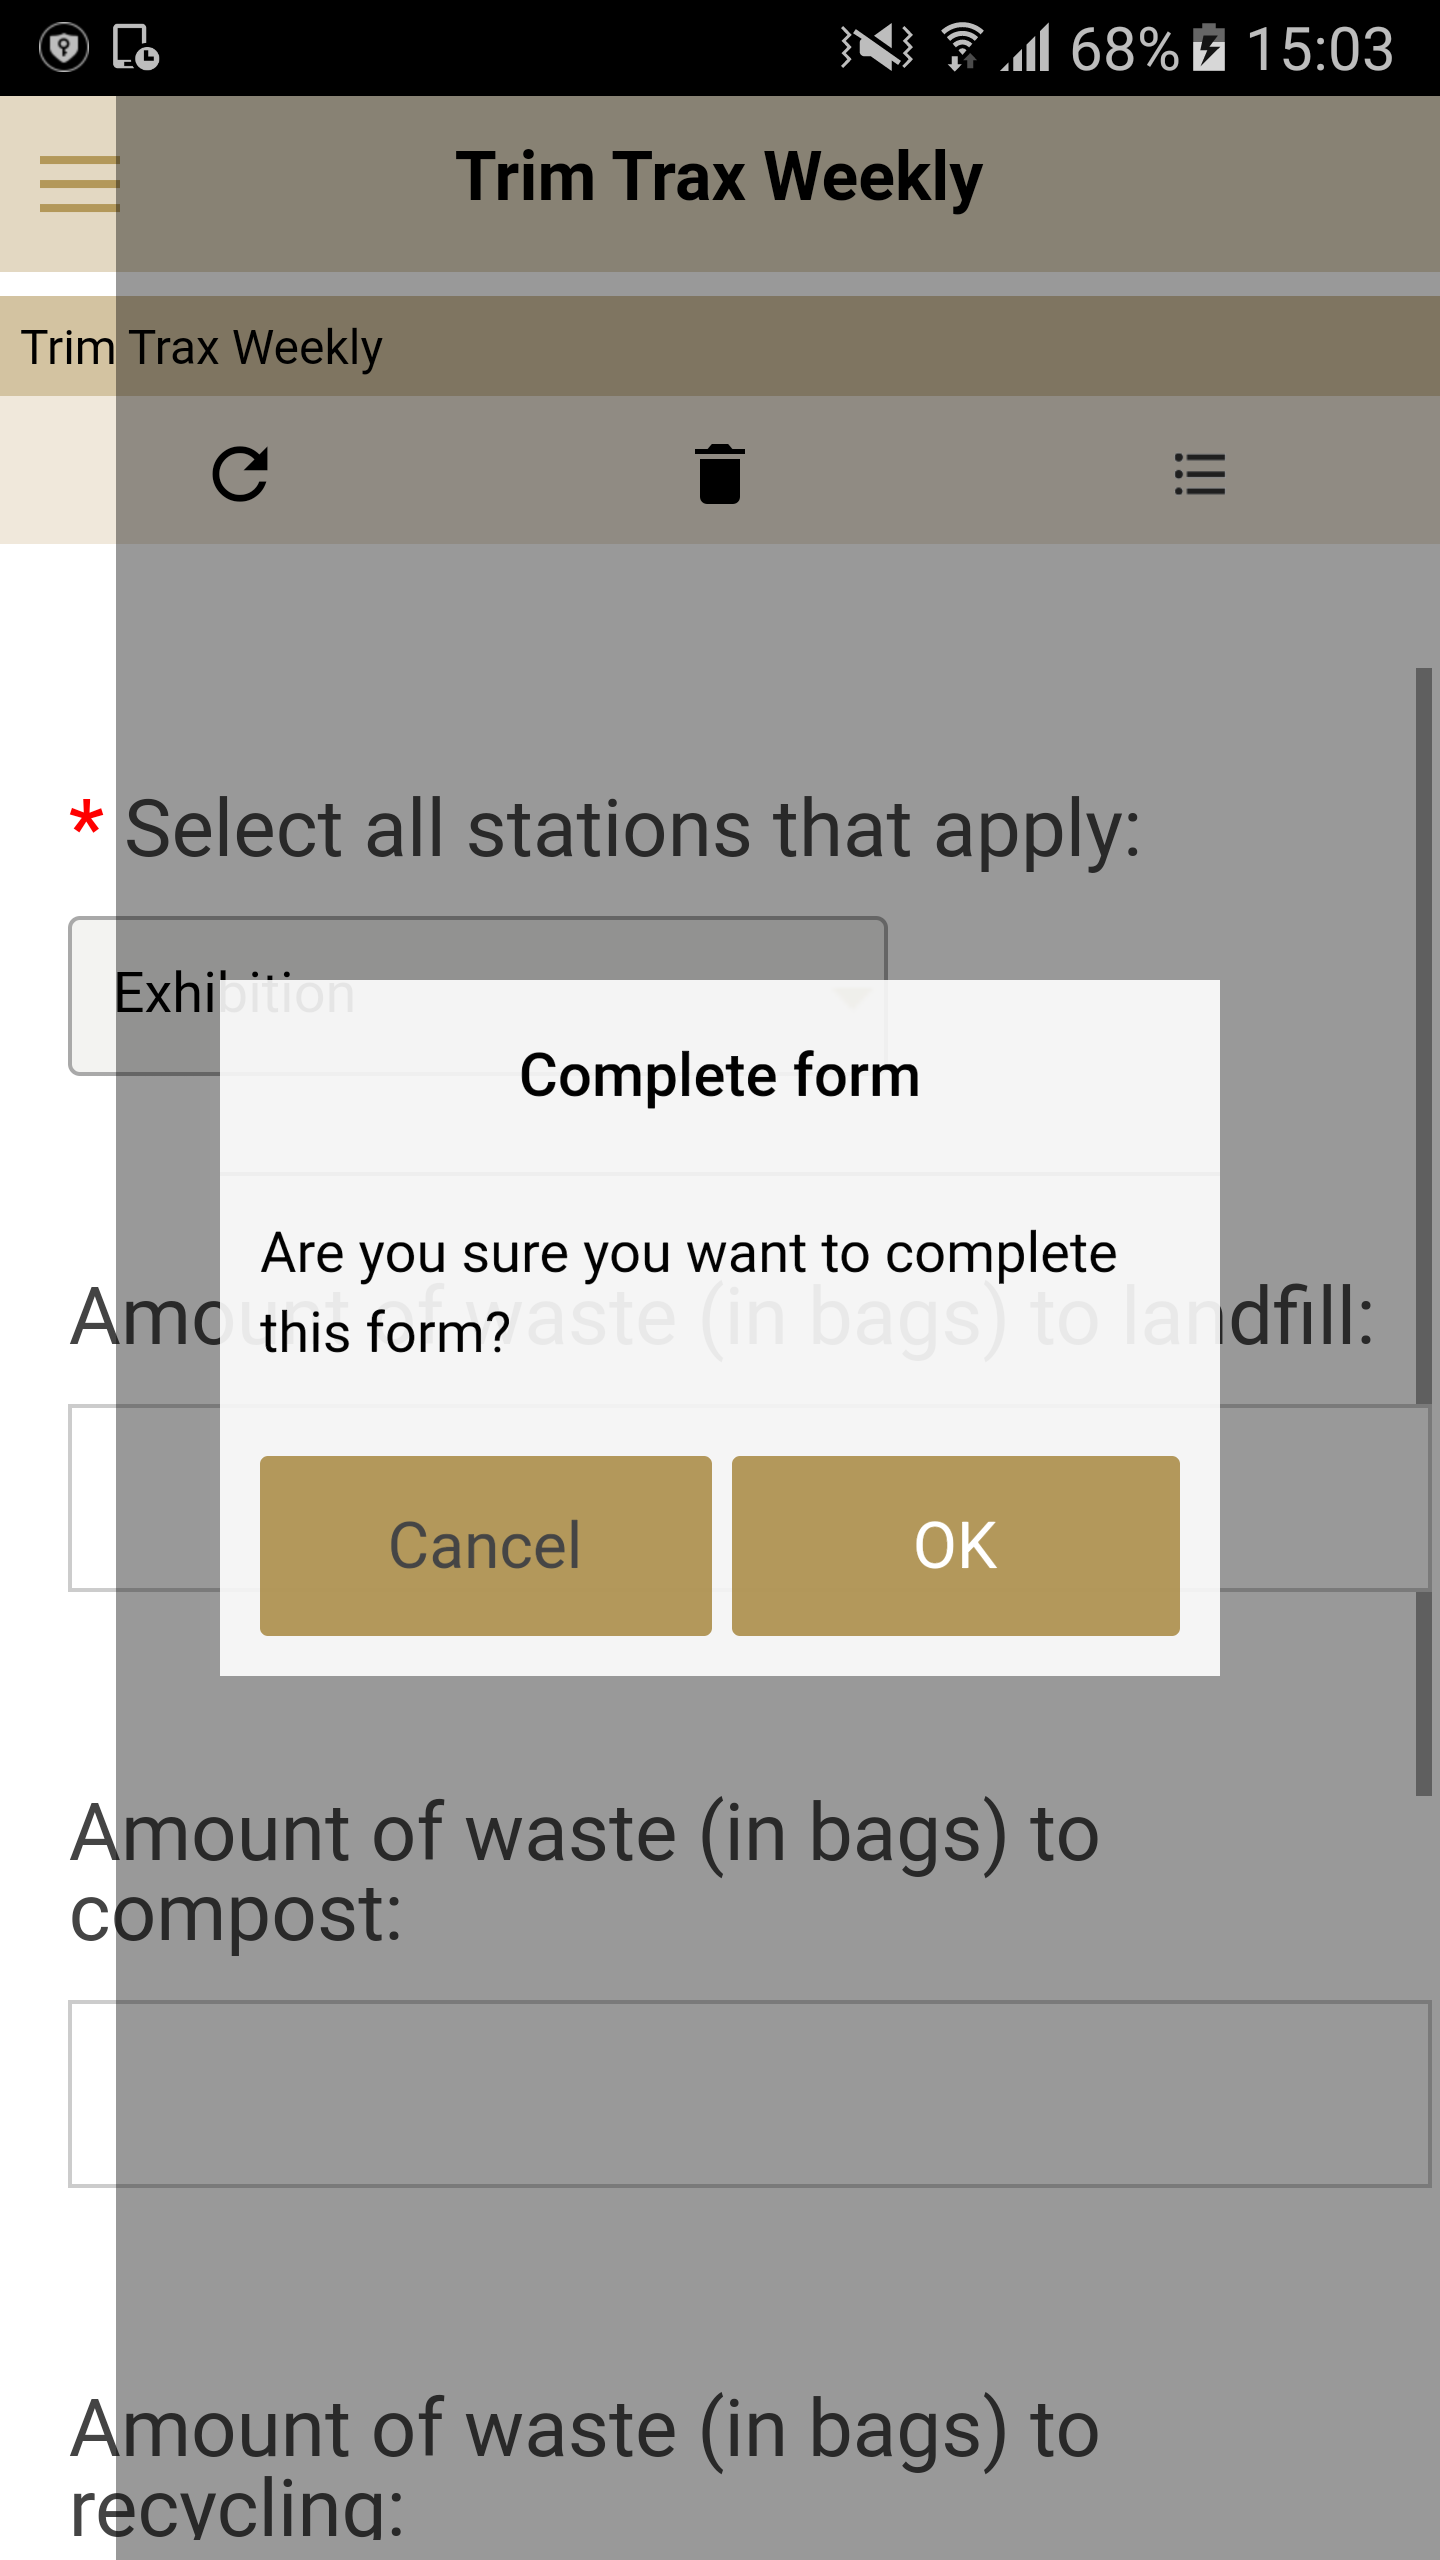 68% 15:03
Trim Trax Weekly
Trim Trax Weekly
* Select all stations that apply:
Exhibition
Complete form
Are you sure you want to complete
this form?
Amount of waste (in bags) to landfill:
Cancel OK
Amount of waste (in bags) to
compost:
Amount of waste (in bags) to
recycling: